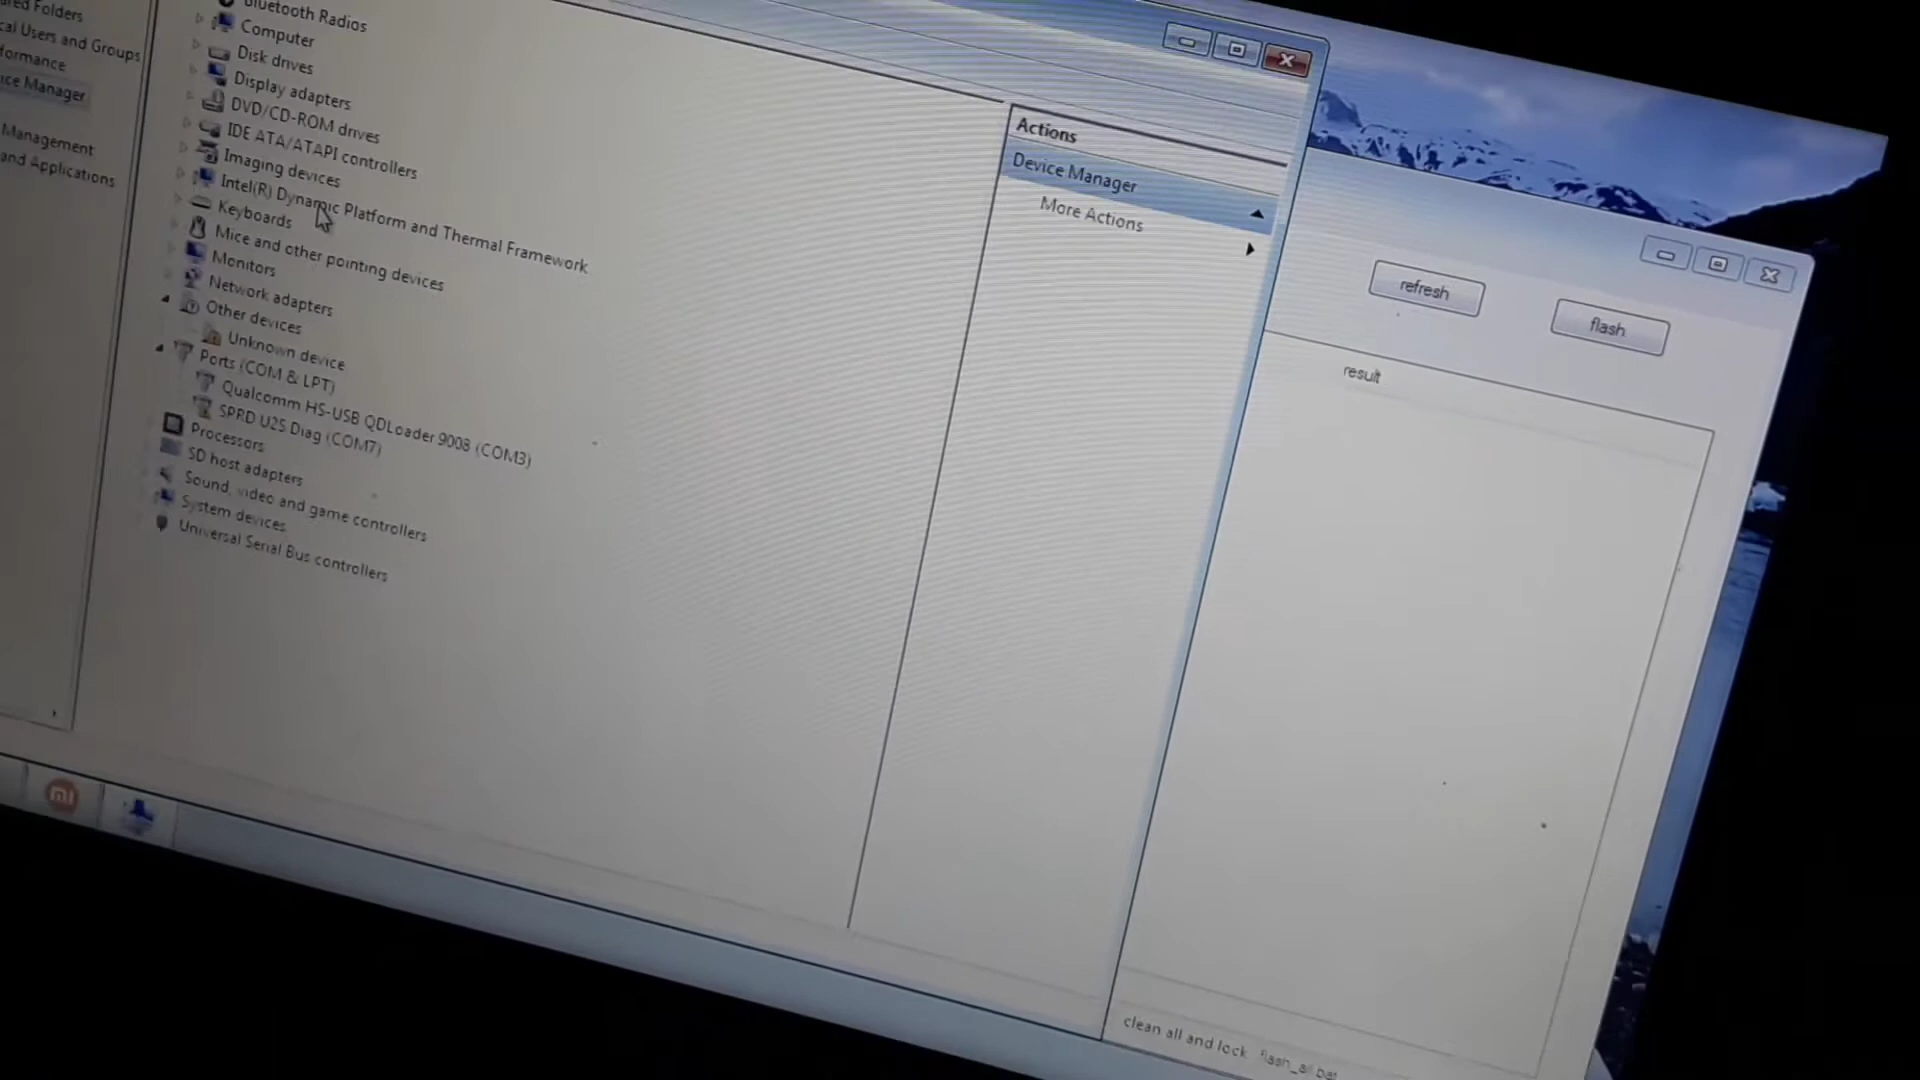 Users and Groups
Manager
Management
and Applications
Bluetooth Radios
Computer
Disk drives
Display adapters
DVD/CD-ROM drives
IDE ATA/ATAPI controllers
Imaging devices
Intel(R) Dynamic Platform and Thermal Framework
Keyboards
Mice and other pointing devices
Monitors
Network adapters
Other devices
Unknown device
Ports (COM & LPT)
Qualcomm HS-USB QDLoader 9008 (COM3)
SPRD U2S Diag (COM7)
Processors
SD host adapters
Sound, video and game controllers
System devices
Universal Serial Bus controllers
Actions
Device Manager
More Actions
refresh
flash
result
clean all and lock
flash_all.bat
mi